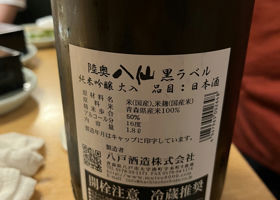 陸奥 八仙 黒ラベル
純米吟醸 火入 品目：日本酒
原材料名 米(国産)、米麹(国産米)
原料米 青森県産米100%
精米歩合
アルコール分 16度
内容量 1.8ℓ
製造年月はキャップに印字しています。
製造者
八戸酒造株式会社
開栓注意 冷蔵推奨